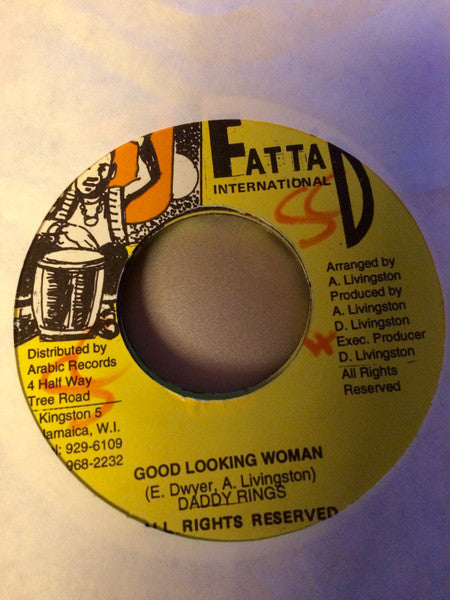 FATTA D
INTERNATIONAL
Arranged by
A. Livingston
Produced by
A. Livingston
D. Livingston
Exec. Producer
D. Livingston
All Rights
Reserved
Distributed by
Arabic Records
4 Half Way
Tree Road
Kingston 5
Jamaica, W.I.
: 929-6109
968-2232
GOOD LOOKING WOMAN
(E. Dwyer, A. Livingston)
DADDY RINGS
ALL RIGHTS RESERVED